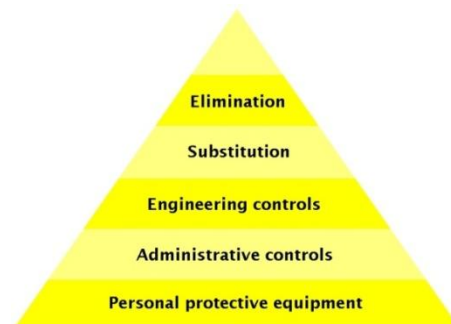 Elimination
Substitution
Engineering controls
Administrative controls
Personal protective equipment